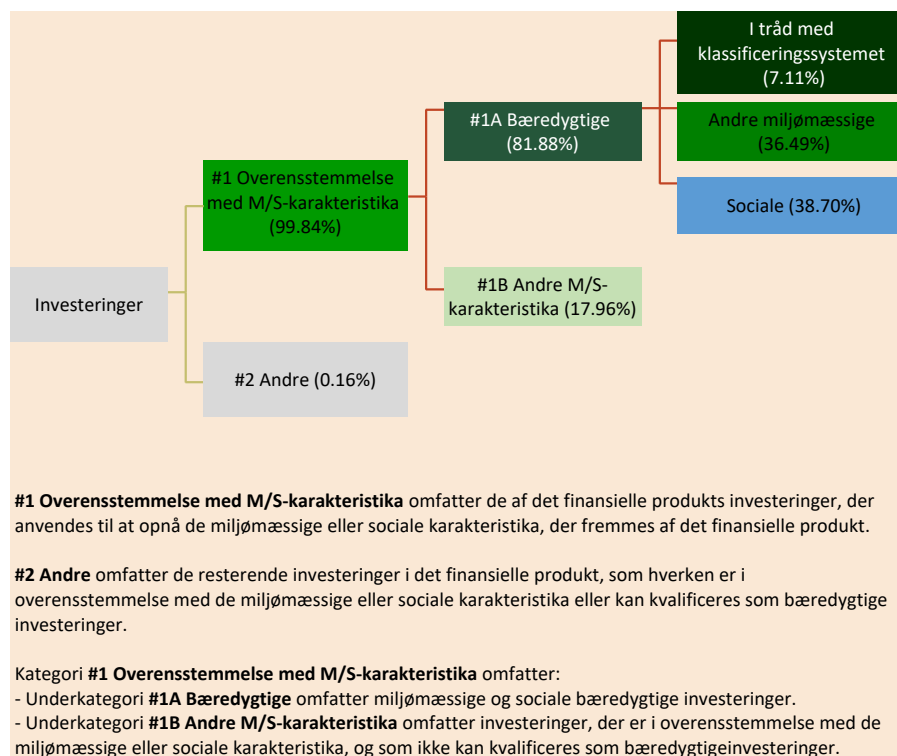 I tråd med
klassificeringssystemet
(7.11%)
#1A Bæredygtige
(81.88%)
Andre miljømæssige
(36.49%)
#1 Overensstemmelse
med M/S-karakteristika
(99.84%)
Sociale (38.70%)
Investeringer
#1B Andre M/S-
karakteristika (17.96%)
#2 Andre (0.16%)
#1 Overensstemmelse med M/S-karakteristika omfatter de af det finansielle produkts investeringer, der
anvendes til at opnå de miljømæssige eller sociale karakteristika, der fremmes af det finansielle produkt.
#2 Andre omfatter de resterende investeringer i det finansielle produkt, som hverken er i
overensstemmelse med de miljømæssige eller sociale karakteristika eller kan kvalificeres som bæredygtige
investeringer.
Kategori #1 Overensstemmelse med M/S-karakteristika omfatter:
- Underkategori #1A Bæredygtige omfatter miljømæssige og sociale bæredygtige investeringer.
- Underkategori #1B Andre M/S-karakteristika omfatter investeringer, der er i overensstemmelse med de
miljømæssige eller sociale karakteristika, og som ikke kan kvalificeres som bæredygtigeinvesteringer.